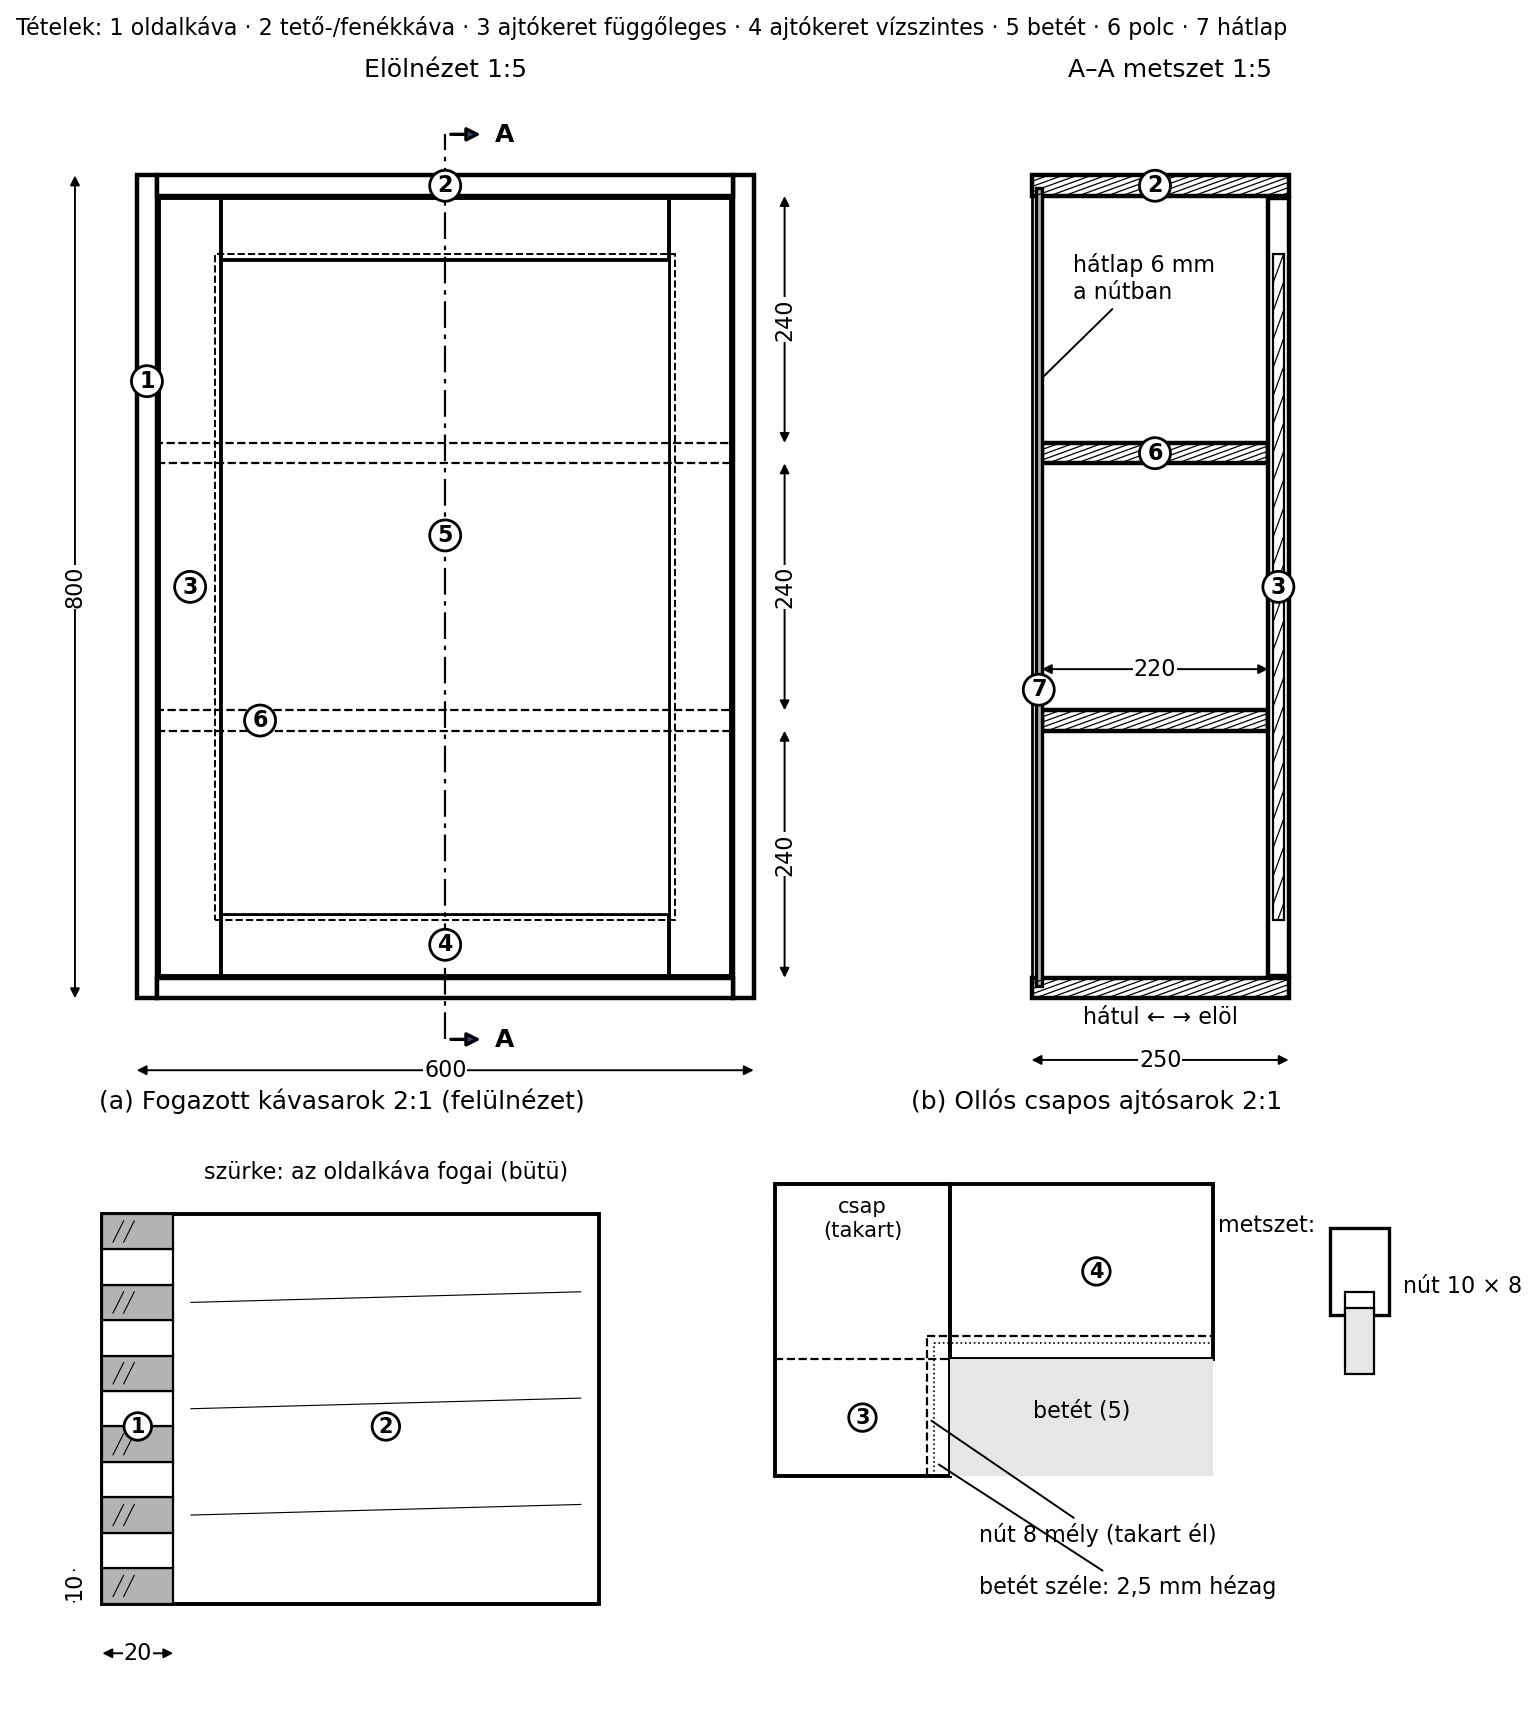 Tételek: 1 oldalkáva · 2 tető-/fenékkáva · 3 ajtókeret függőleges · 4 ajtókeret vízszintes · 5 betét · 6 polc · 7 hátlap
Elölnézet 1:5
A
2
1
3
5
6
4
800
240
240
240
A
600
A–A metszet 1:5
2
hátlap 6 mm
a nútban
6
3
220
7
hátul ← → elöl
250
(a) Fogazott kávasarok 2:1 (felülnézet)
szürke: az oldalkáva fogai (bütü)
1
2
10
20
(b) Ollós csapos ajtósarok 2:1
csap
(takart)
4
3
betét (5)
metszet:
nút 10 × 8
nút 8 mély (takart él)
betét széle: 2,5 mm hézag